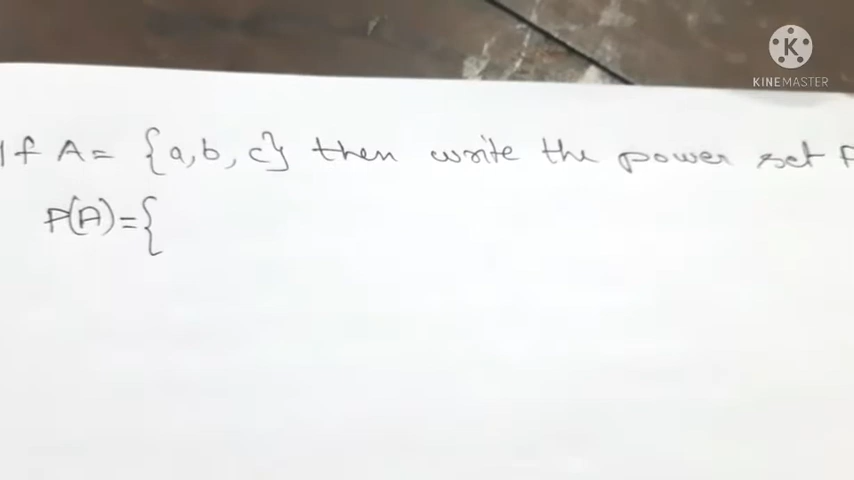 KINEMASTER
If A = {a, b, c} then write the power set
P(A) = {